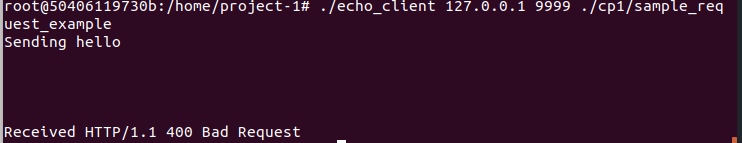 root@50406119730b:/home/project-1# ./echo_client 127.0.0.1 9999 ./cp1/sample_req
uest_example
Sending hello
Received HTTP/1.1 400 Bad Request